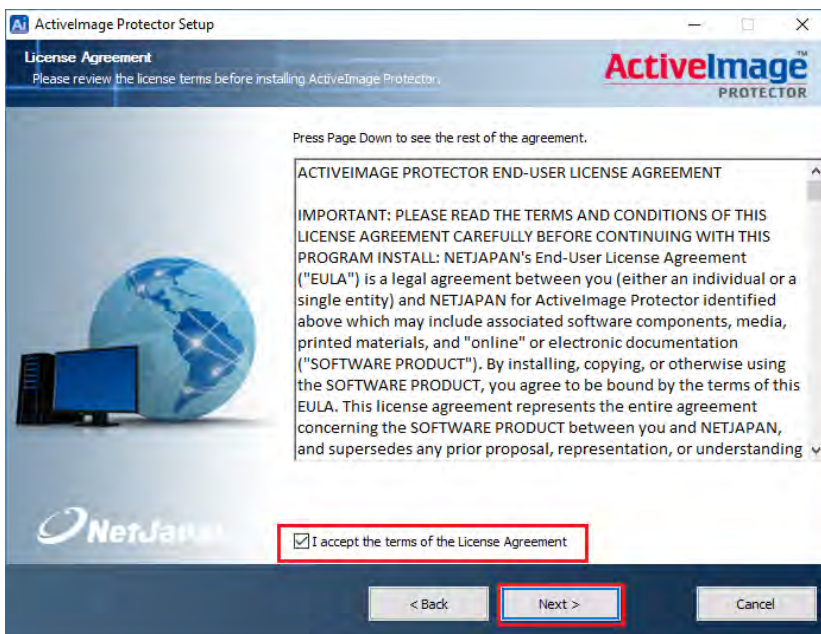 Ai ActiveImage Protector Setup
License Agreement
Please review the license terms before installing ActiveImage Protector.
ActiveImage™
PROTECTOR
Press Page Down to see the rest of the agreement.
ACTIVEIMAGE PROTECTOR END-USER LICENSE AGREEMENT
IMPORTANT: PLEASE READ THE TERMS AND CONDITIONS OF THIS
LICENSE AGREEMENT CAREFULLY BEFORE CONTINUING WITH THIS
PROGRAM INSTALL: NETJAPAN's End-User License Agreement
("EULA") is a legal agreement between you (either an individual or a
single entity) and NETJAPAN for ActiveImage Protector identified
above which may include associated software components, media,
printed materials, and "online" or electronic documentation
("SOFTWARE PRODUCT"). By installing, copying, or otherwise using
the SOFTWARE PRODUCT, you agree to be bound by the terms of this
EULA. This license agreement represents the entire agreement
concerning the SOFTWARE PRODUCT between you and NETJAPAN,
and supersedes any prior proposal, representation, or understanding
NetJapan
I accept the terms of the License Agreement
< Back
Next >
Cancel